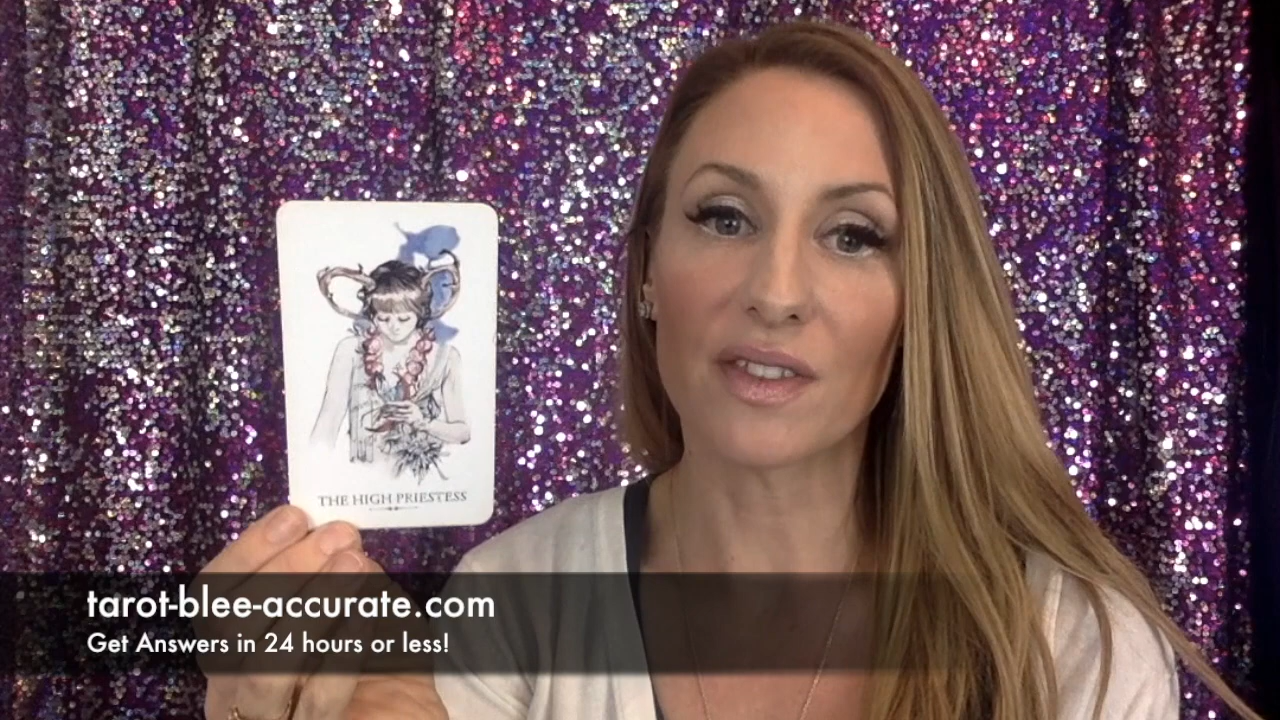 THE HIGH PRIESTESS
tarot-blee-accurate.com
Get Answers in 24 hours or less!